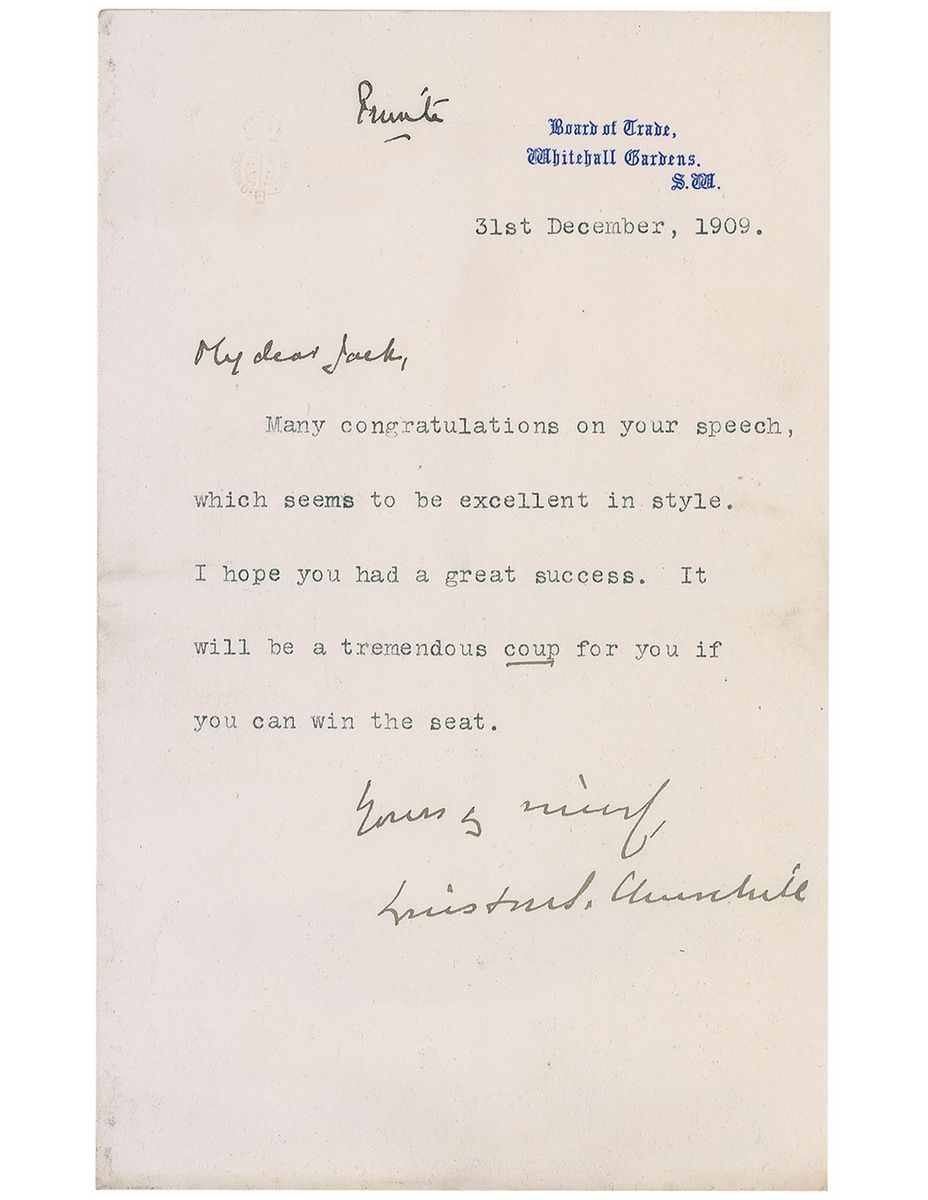 Private
Board of Trade,
Whitehall Gardens.
S.W.
31st December, 1909.
My dear Jack,
Many congratulations on your speech,
which seems to be excellent in style.
I hope you had a great success. It
will be a tremendous coup for you if
you can win the seat.
Yours
Winston S. Churchill